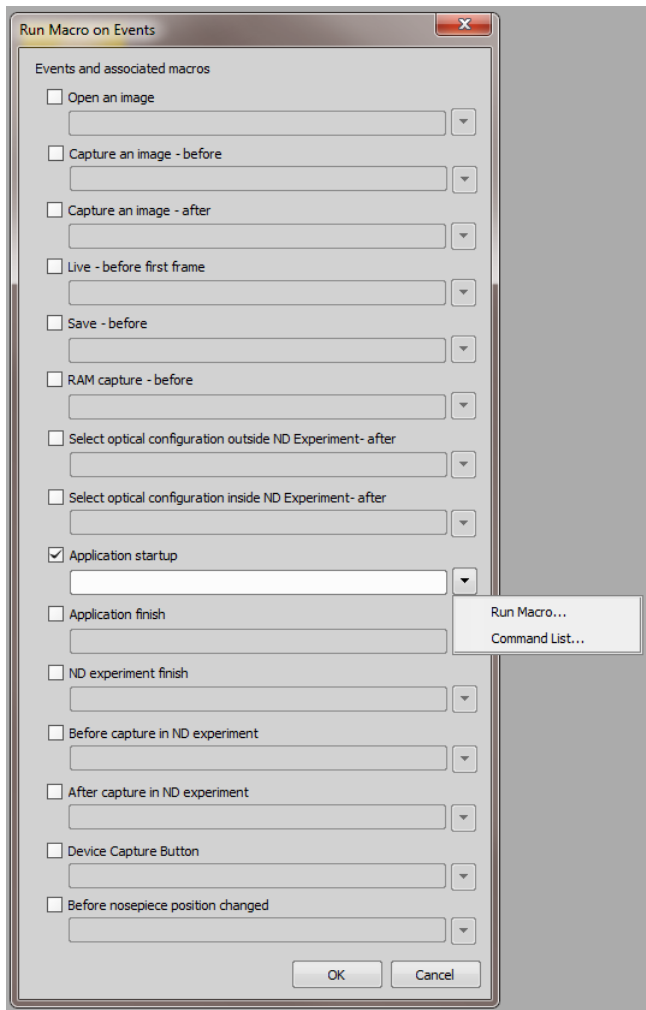 Run Macro on Events
Events and associated macros
Open an image
Capture an image - before
Capture an image - after
Live - before first frame
Save - before
RAM capture - before
Select optical configuration outside ND Experiment- after
Select optical configuration inside ND Experiment- after
Application startup
Run Macro...
Application finish
Command List...
ND experiment finish
Before capture in ND experiment
After capture in ND experiment
Device Capture Button
Before nosepiece position changed
OK Cancel